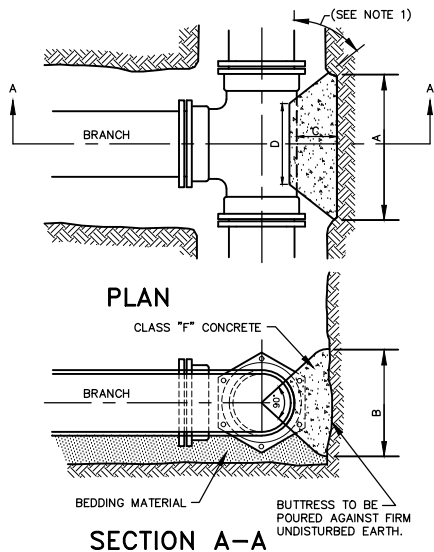 (SEE NOTE 1)
A
A
BRANCH
D
C
A
PLAN
CLASS "F" CONCRETE
BRANCH
90°
B
BEDDING MATERIAL
BUTTRESS TO BE
POURED AGAINST FIRM
UNDISTURBED EARTH.
SECTION A-A